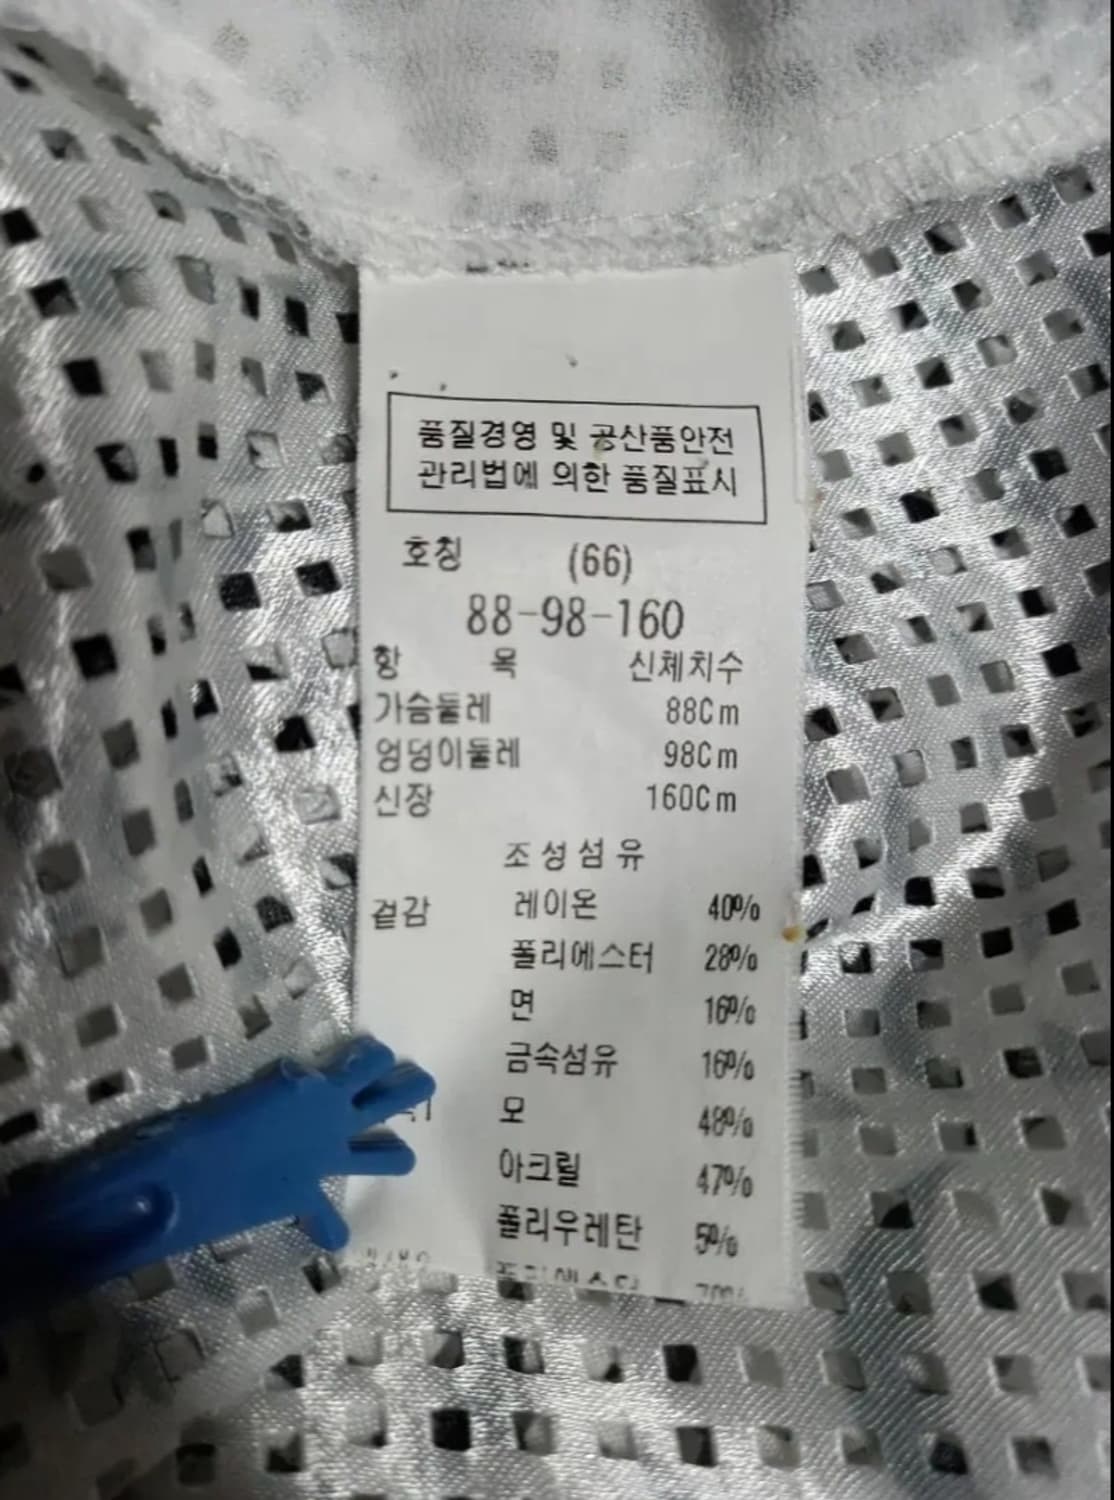 품질경영 및 공산품안전
관리법에 의한 품질표시
호칭 (66)
88-98-160
항 목 신체치수
가슴둘레 88Cm
엉덩이둘레 98Cm
신장 160Cm
조성섬유
겉감 레이온 40%
폴리에스터 28%
면 16%
금속섬유 16%
모 48%
아크릴 47%
폴리우레탄 5%